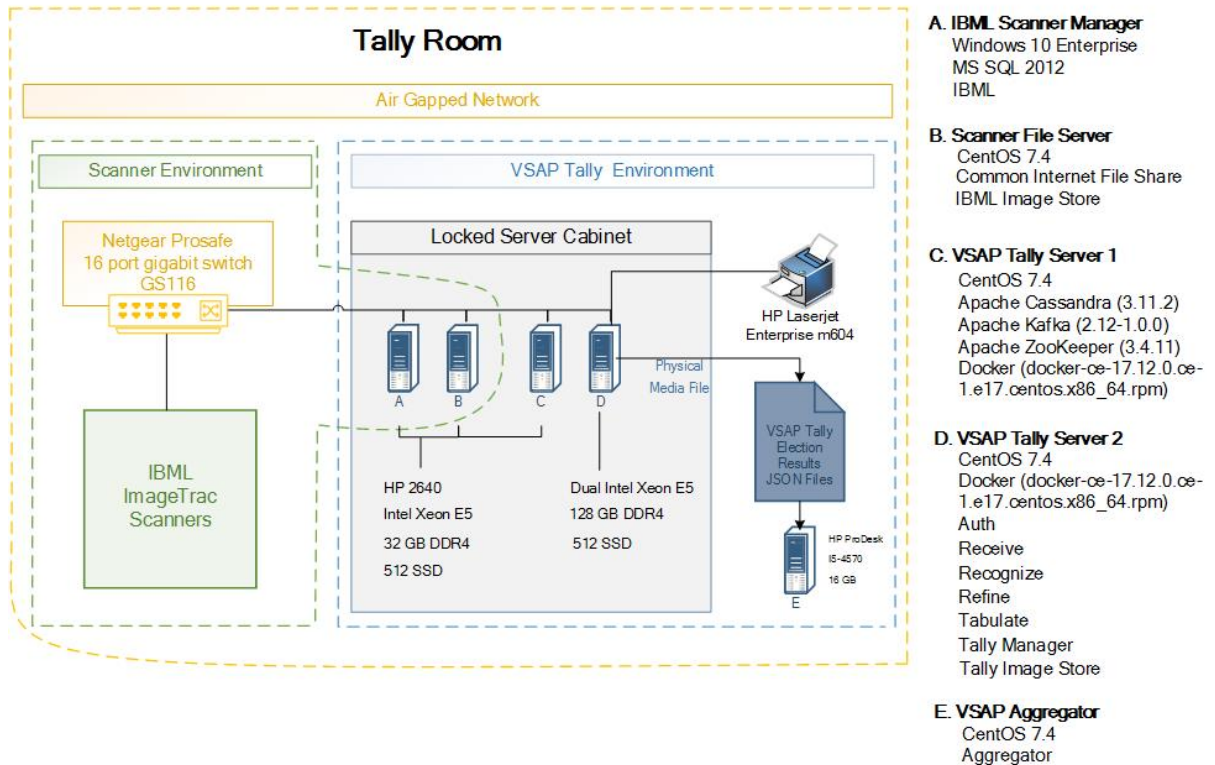 Tally Room
Air Gapped Network
Scanner Environment
VSAP Tally Environment
Netgear Prosafe
16 port gigabit switch
GS116
Locked Server Cabinet
HP Laserjet
Enterprise m604
A
B
C
D
Physical
Media File
VSAP Tally
Election
Results
JSON Files
IBML
ImageTrac
Scanners
HP 2640
Intel Xeon E5
32 GB DDR4
512 SSD
Dual Intel Xeon E5
128 GB DDR4
512 SSD
HP ProDesk
I5-4570
16 GB
E
A. IBML Scanner Manager
Windows 10 Enterprise
MS SQL 2012
IBML
B. Scanner File Server
CentOS 7.4
Common Internet File Share
IBML Image Store
C. VSAP Tally Server 1
CentOS 7.4
Apache Cassandra (3.11.2)
Apache Kafka (2.12-1.0.0)
Apache ZooKeeper (3.4.11)
Docker (docker-ce-17.12.0.ce-
1.e17.centos.x86_64.rpm)
D. VSAP Tally Server 2
CentOS 7.4
Docker (docker-ce-17.12.0.ce-
1.e17.centos.x86_64.rpm)
Auth
Receive
Recognize
Refine
Tabulate
Tally Manager
Tally Image Store
E. VSAP Aggregator
CentOS 7.4
Aggregator